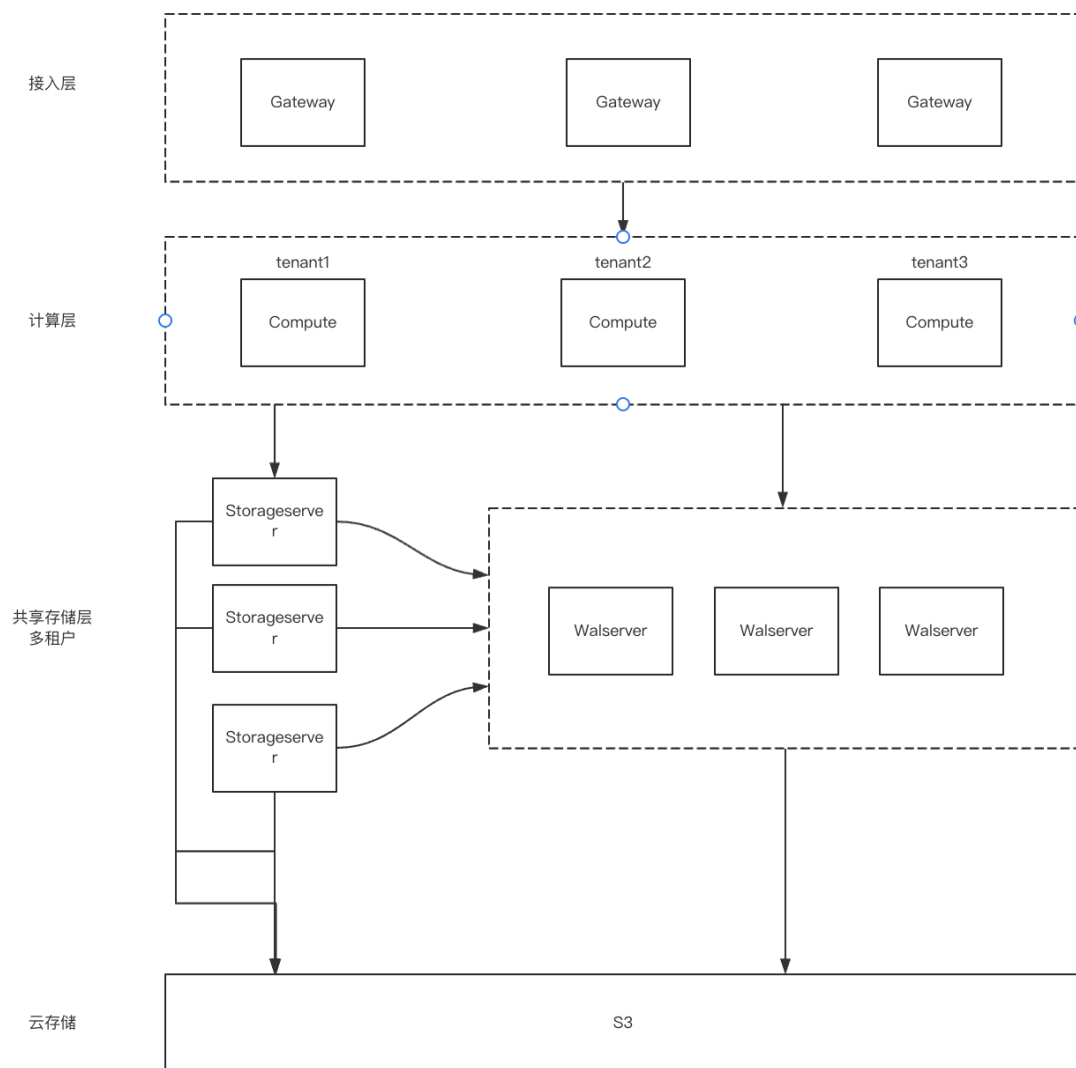 接入层
Gateway
Gateway
Gateway
tenant1
tenant2
tenant3
计算层
Compute
Compute
Compute
Storageserve
r
共享存储层
多租户
Storageserve
r
Walserver
Walserver
Walserver
Storageserve
r
云存储
S3